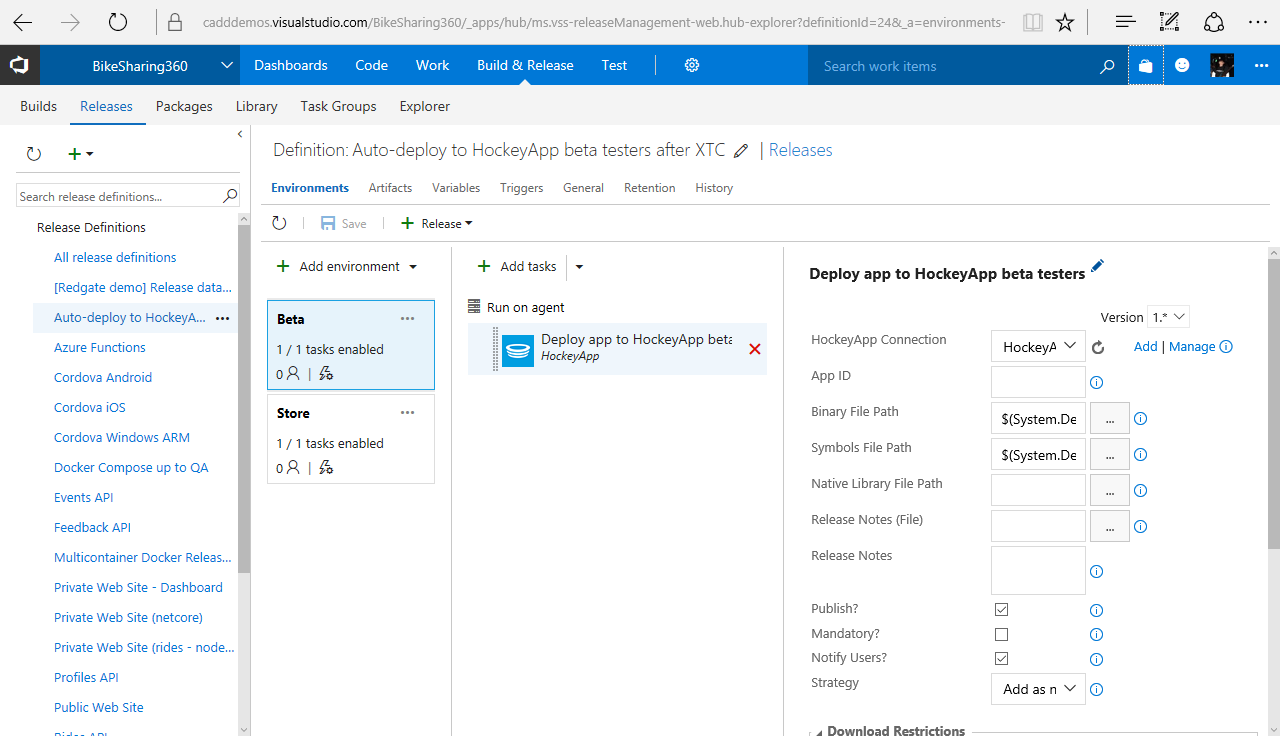 cadddemos.visualstudio.com/BikeSharing360/_apps/hub/ms.vss-releaseManagement-web.hub-explorer?definitionId=24&_a=environments-
BikeSharing360 Dashboards Code Work Build & Release Test Search work items
Builds Releases Packages Library Task Groups Explorer
Definition: Auto-deploy to HockeyApp beta testers after XTC | Releases
Environments Artifacts Variables Triggers General Retention History
Save Release
Search release definitions...
Release Definitions
All release definitions
[Redgate demo] Release data...
Auto-deploy to HockeyA...
Azure Functions
Cordova Android
Cordova iOS
Cordova Windows ARM
Docker Compose up to QA
Events API
Feedback API
Multicontainer Docker Releas...
Private Web Site - Dashboard
Private Web Site (netcore)
Private Web Site (rides - node...
Profiles API
Public Web Site
Rides API
Add environment
Beta
1 / 1 tasks enabled
0 |
Store
1 / 1 tasks enabled
0 |
Add tasks
Run on agent
Deploy app to HockeyApp beta
HockeyApp
Deploy app to HockeyApp beta testers
Version 1.*
HockeyApp Connection HockeyA Add | Manage
App ID
Binary File Path $(System.De ...
Symbols File Path $(System.De ...
Native Library File Path ...
Release Notes (File) ...
Release Notes
Publish?
Mandatory?
Notify Users?
Strategy Add as n
Download Restrictions